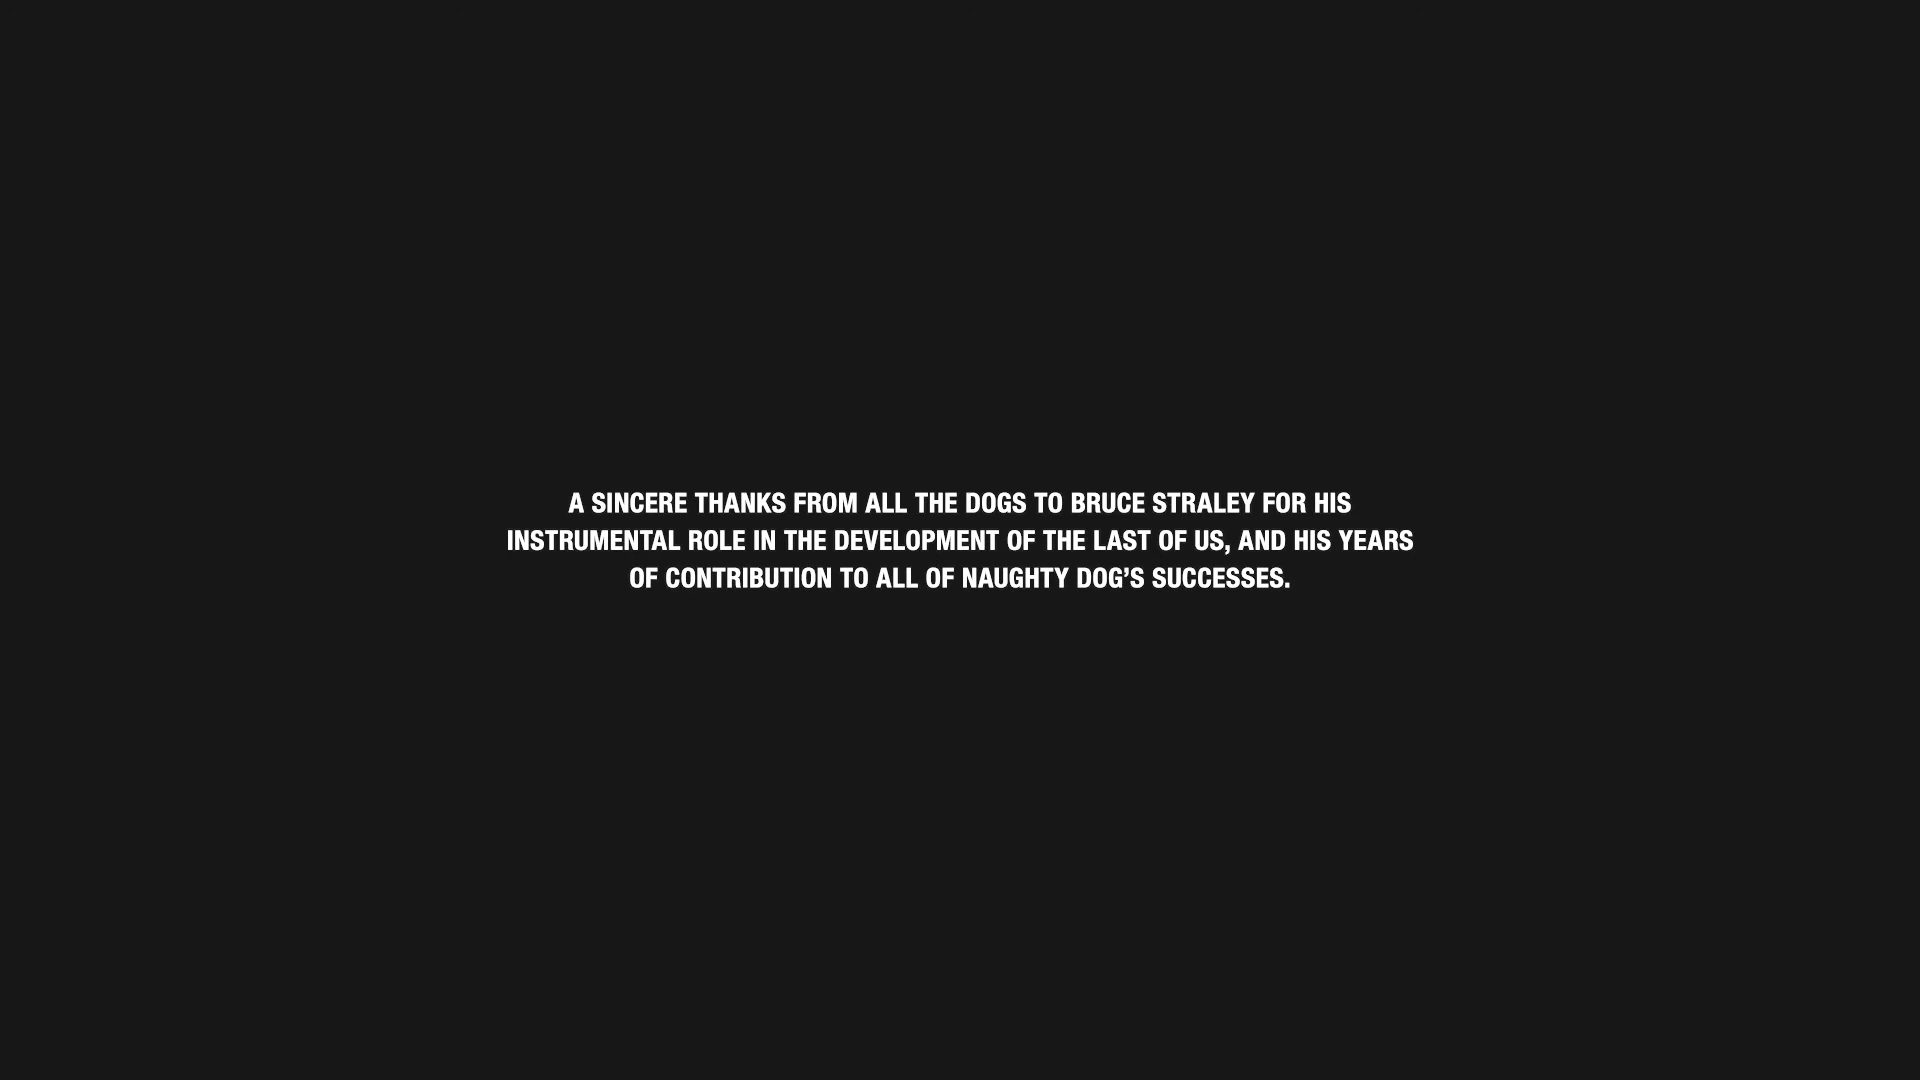 A SINCERE THANKS FROM ALL THE DOGS TO BRUCE STRALEY FOR HIS
INSTRUMENTAL ROLE IN THE DEVELOPMENT OF THE LAST OF US, AND HIS YEARS
OF CONTRIBUTION TO ALL OF NAUGHTY DOG’S SUCCESSES.